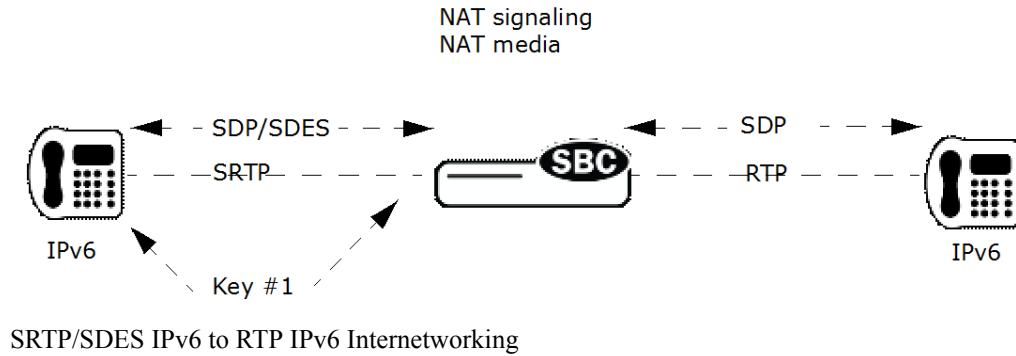 NAT signaling
NAT media
SDP/SDES
SDP
SBC
SRTP
RTP
IPv6
IPv6
Key #1
SRTP/SDES IPv6 to RTP IPv6 Internetworking